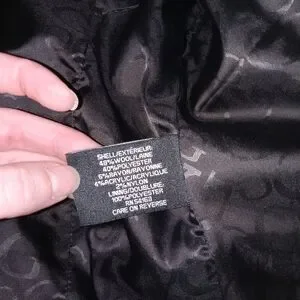 SHELL/EXTÉRIEUR:
48% WOOL/LAINE
40% POLYESTER
6% RAYON/RAYONNE
4% ACRYLIC/ACRYLIQUE
2% NYLON
LINING/DOUBLURE:
100% POLYESTER
RN 54163
CARE ON REVERSE